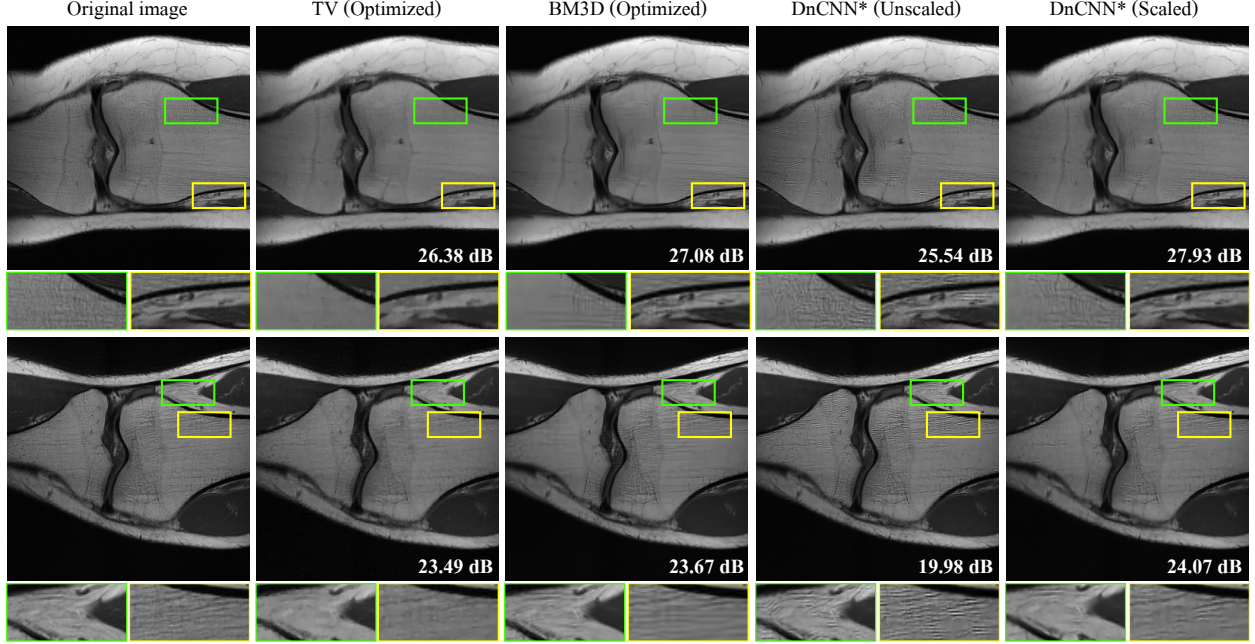 Original image TV (Optimized) BM3D (Optimized) DnCNN* (Unscaled) DnCNN* (Scaled)
26.38 dB 27.08 dB 25.54 dB 27.93 dB
23.49 dB 23.67 dB 19.98 dB 24.07 dB